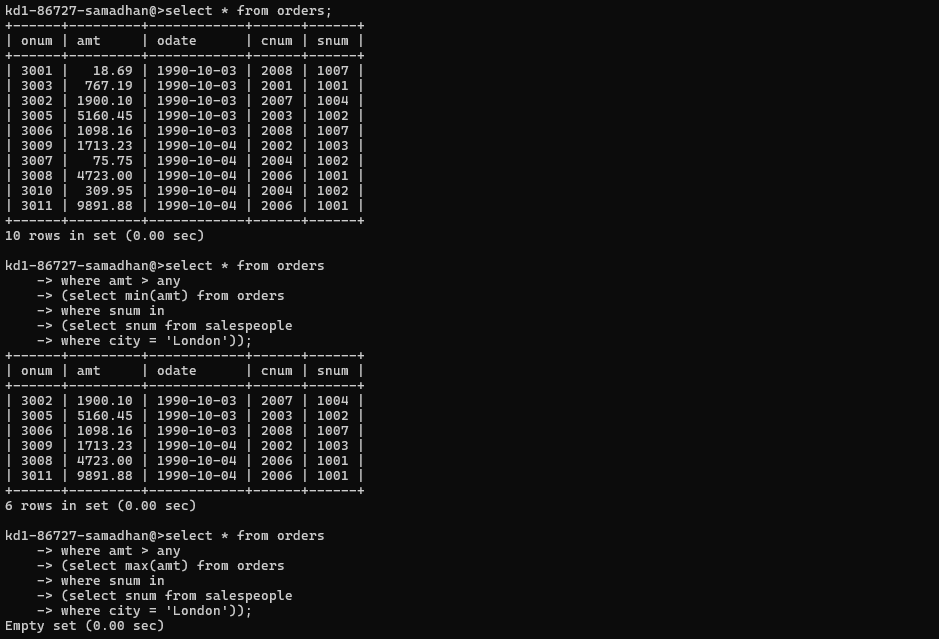 kd1-86727-samadhan@>select * from orders;
+------+---------+------------+------+------+
| onum | amt     | odate      | cnum | snum |
+------+---------+------------+------+------+
| 3001 |   18.69 | 1990-10-03 | 2008 | 1007 |
| 3003 |  767.19 | 1990-10-03 | 2001 | 1001 |
| 3002 | 1900.10 | 1990-10-03 | 2007 | 1004 |
| 3005 | 5160.45 | 1990-10-03 | 2003 | 1002 |
| 3006 | 1098.16 | 1990-10-03 | 2008 | 1007 |
| 3009 | 1713.23 | 1990-10-04 | 2002 | 1003 |
| 3007 |   75.75 | 1990-10-04 | 2004 | 1002 |
| 3008 | 4723.00 | 1990-10-04 | 2006 | 1001 |
| 3010 |  309.95 | 1990-10-04 | 2004 | 1002 |
| 3011 | 9891.88 | 1990-10-04 | 2006 | 1001 |
+------+---------+------------+------+------+
10 rows in set (0.00 sec)

kd1-86727-samadhan@>select * from orders
    -> where amt > any
    -> (select min(amt) from orders
    -> where snum in
    -> (select snum from salespeople
    -> where city = 'London'));
+------+---------+------------+------+------+
| onum | amt     | odate      | cnum | snum |
+------+---------+------------+------+------+
| 3002 | 1900.10 | 1990-10-03 | 2007 | 1004 |
| 3005 | 5160.45 | 1990-10-03 | 2003 | 1002 |
| 3006 | 1098.16 | 1990-10-03 | 2008 | 1007 |
| 3009 | 1713.23 | 1990-10-04 | 2002 | 1003 |
| 3008 | 4723.00 | 1990-10-04 | 2006 | 1001 |
| 3011 | 9891.88 | 1990-10-04 | 2006 | 1001 |
+------+---------+------------+------+------+
6 rows in set (0.00 sec)

kd1-86727-samadhan@>select * from orders
    -> where amt > any
    -> (select max(amt) from orders
    -> where snum in
    -> (select snum from salespeople
    -> where city = 'London'));
Empty set (0.00 sec)